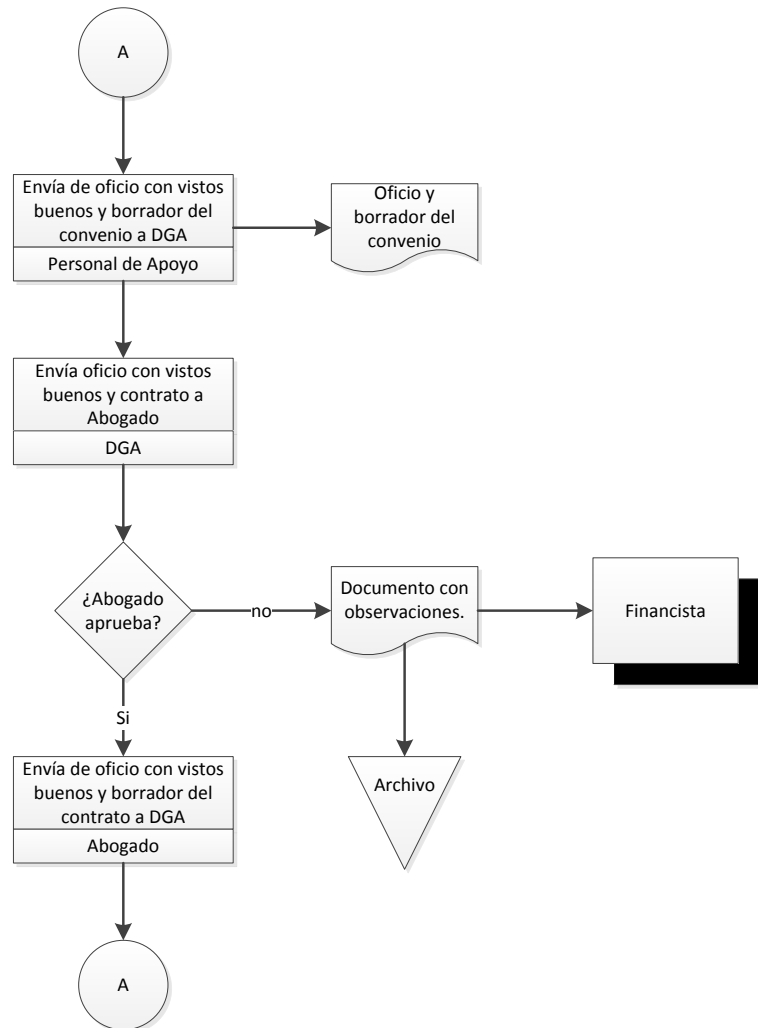 A
Envía de oficio con vistos
buenos y borrador del
convenio a DGA
Personal de Apoyo
Oficio y
borrador del
convenio
Envía oficio con vistos
buenos y contrato a
Abogado
DGA
¿Abogado
aprueba?
no
Documento con
observaciones.
Financista
Si
Archivo
Envía de oficio con vistos
buenos y borrador del
contrato a DGA
Abogado
A